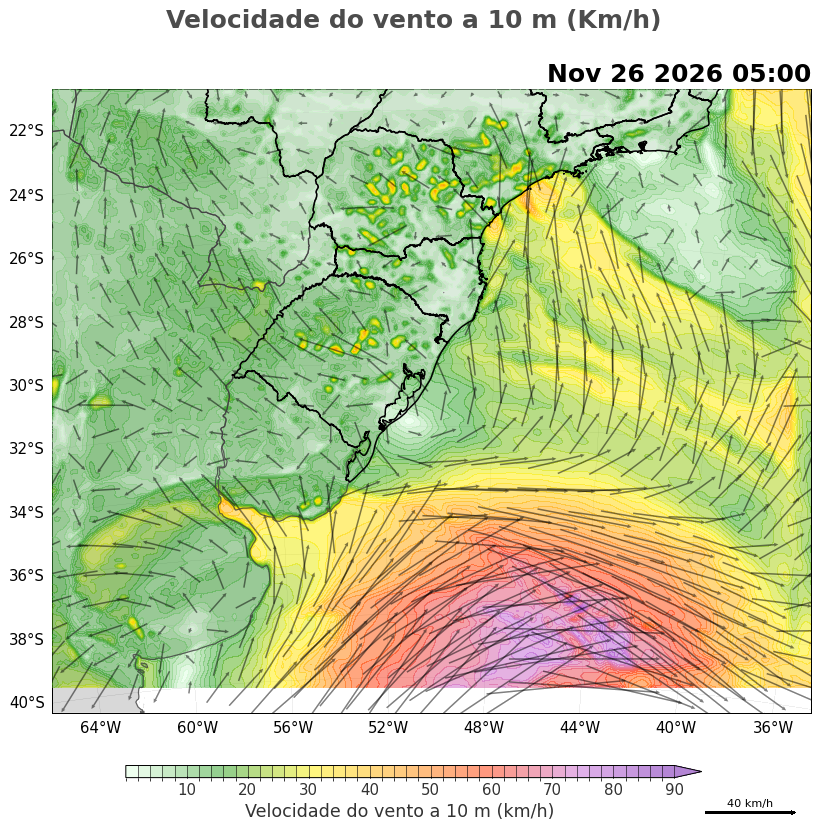 Velocidade do vento a 10 m (Km/h)
Nov 26 2026 05:00
22°S
24°S
26°S
28°S
30°S
32°S
34°S
36°S
38°S
40°S
64°W 60°W 56°W 52°W 48°W 44°W 40°W 36°W
10 20 30 40 50 60 70 80 90
Velocidade do vento a 10 m (km/h)
40 km/h